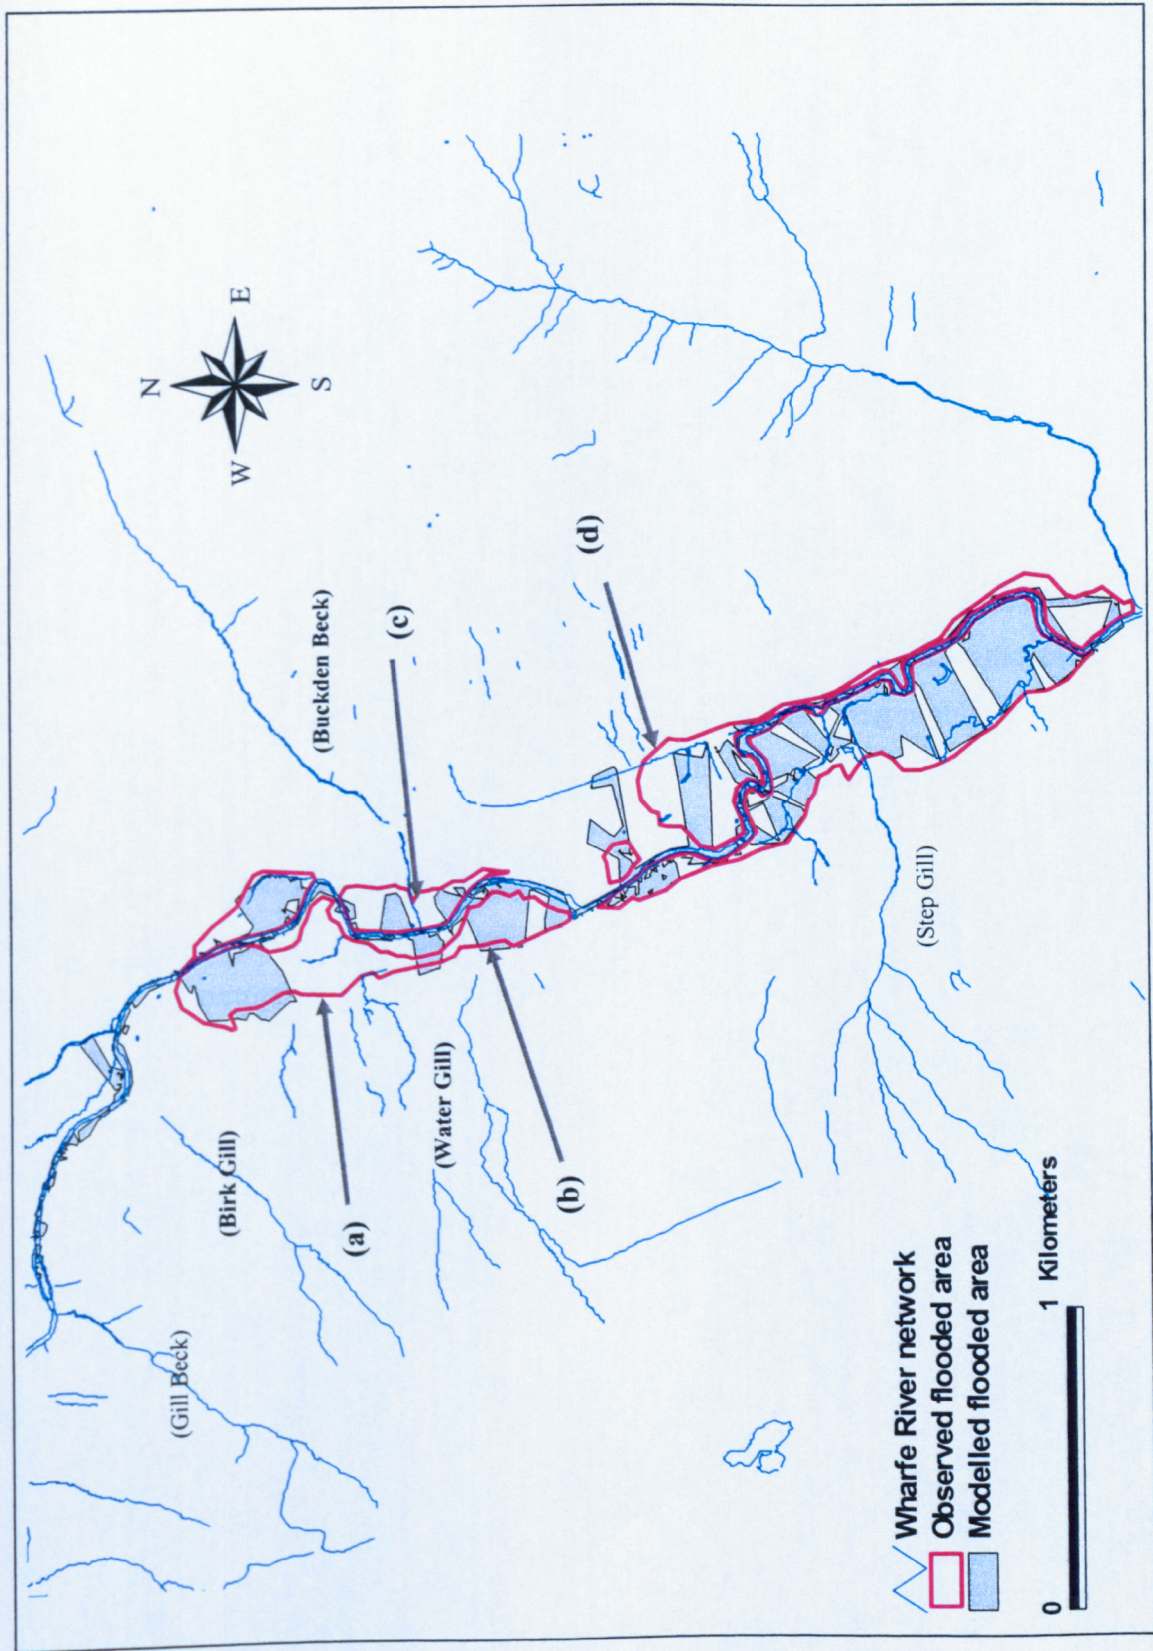 N
W
E
S
(Buckden Beck)
(c)
(d)
(Gill Beck)
(Birk Gill)
(a)
(Water Gill)
(b)
(Step Gill)
Wharfe River network
Observed flooded area
Modelled flooded area
0
1 Kilometers